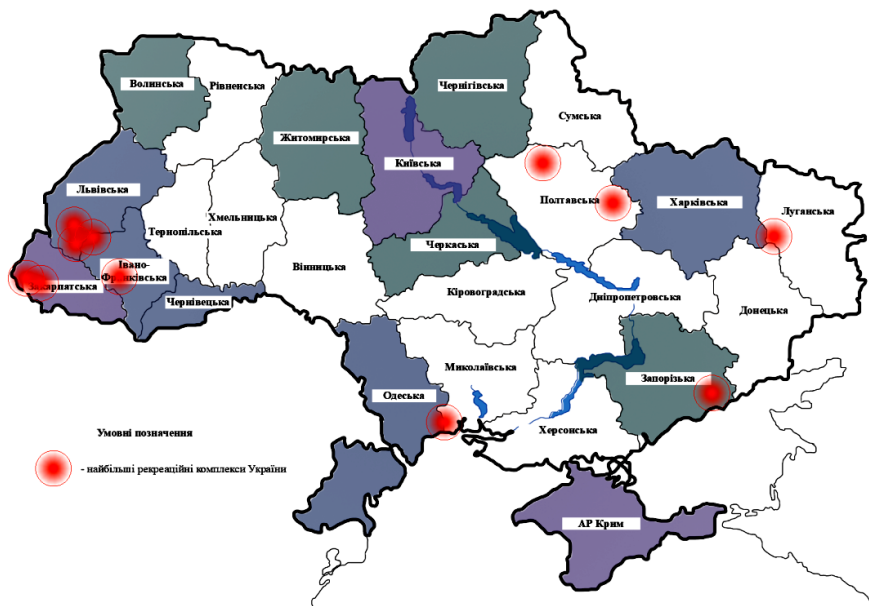 Волинська
Рівненська
Чернігівська
Сумська
Житомирська
Київська
Львівська
Полтавська
Харківська
Луганська
Хмельницька
Тернопільська
Черкаська
Вінницька
Івано-
Франківська
Закарпатська
Чернівецька
Кіровоградська
Дніпропетровська
Донецька
Миколаївська
Запорізька
Одеська
Херсонська
Умовні позначення
- найбільші рекреаційні комплекси України
АР Крим